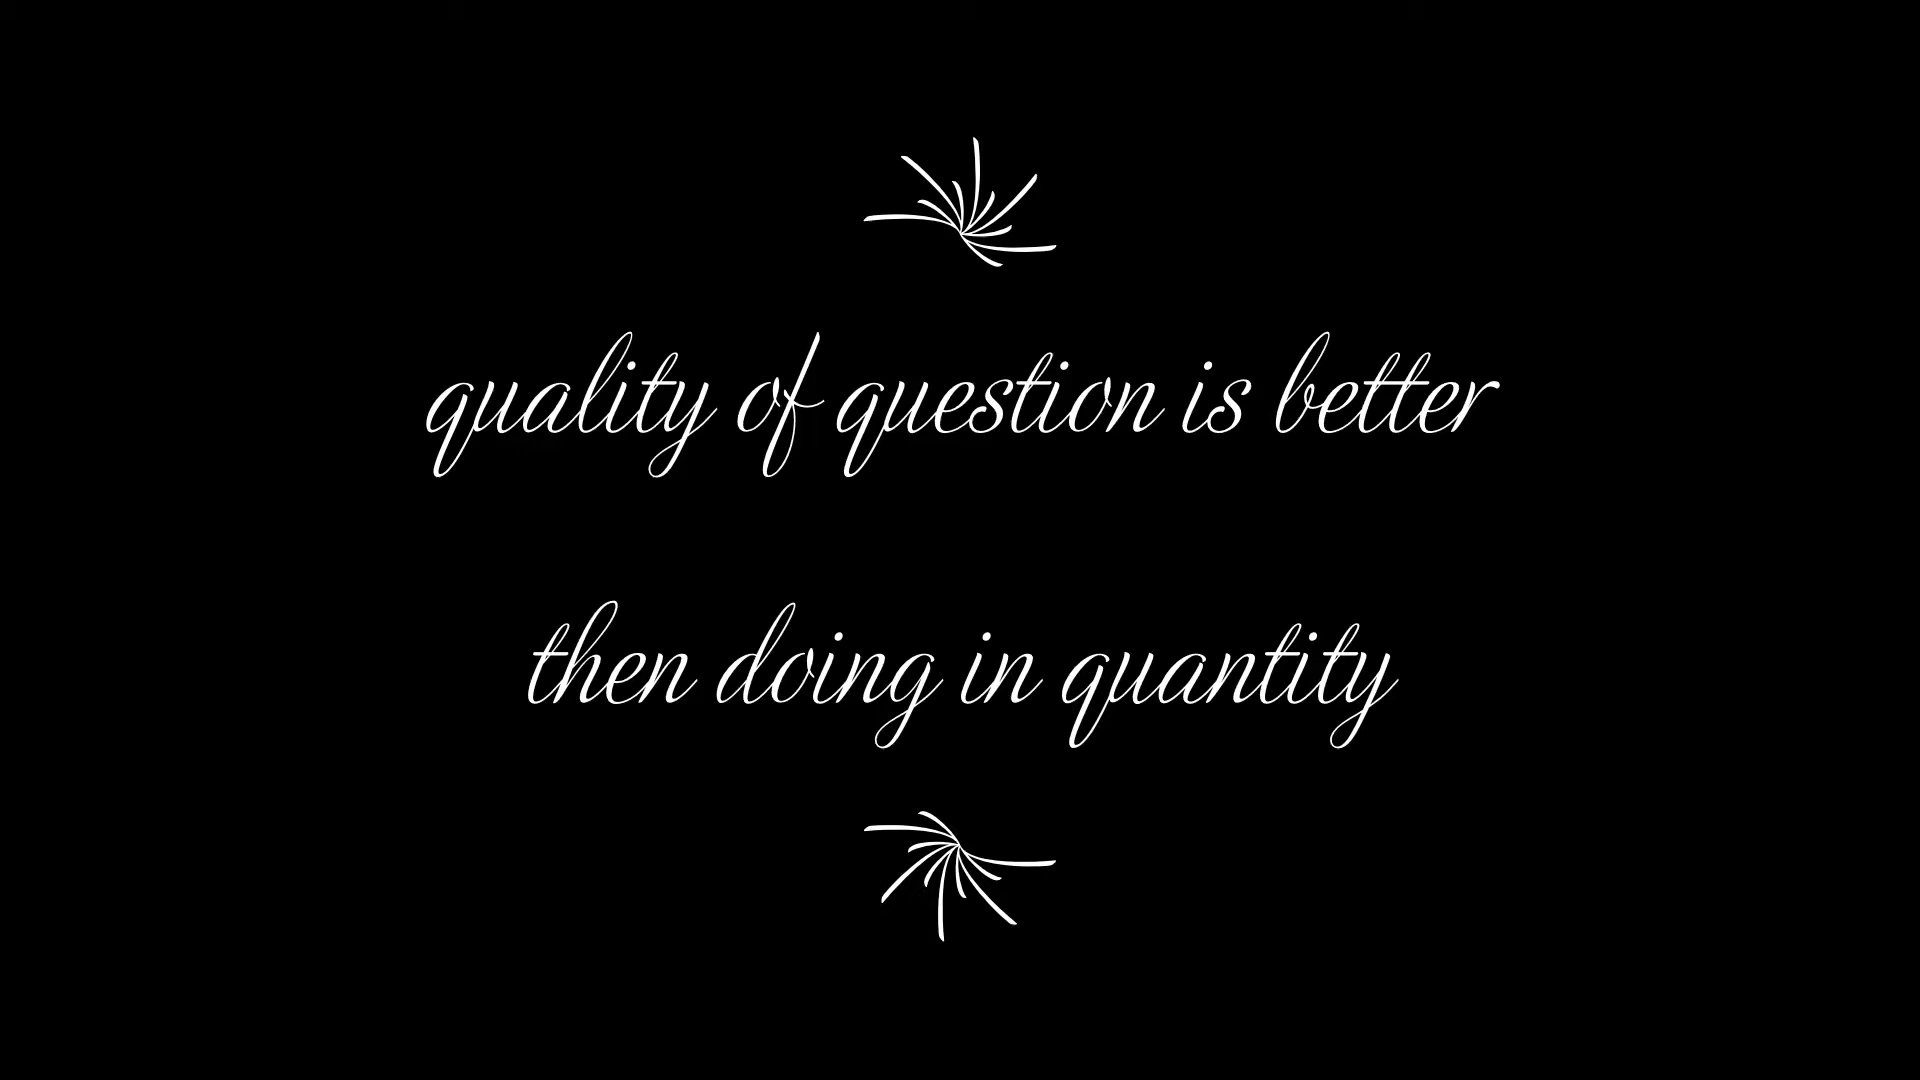 quality of question is better
then doing in quantity